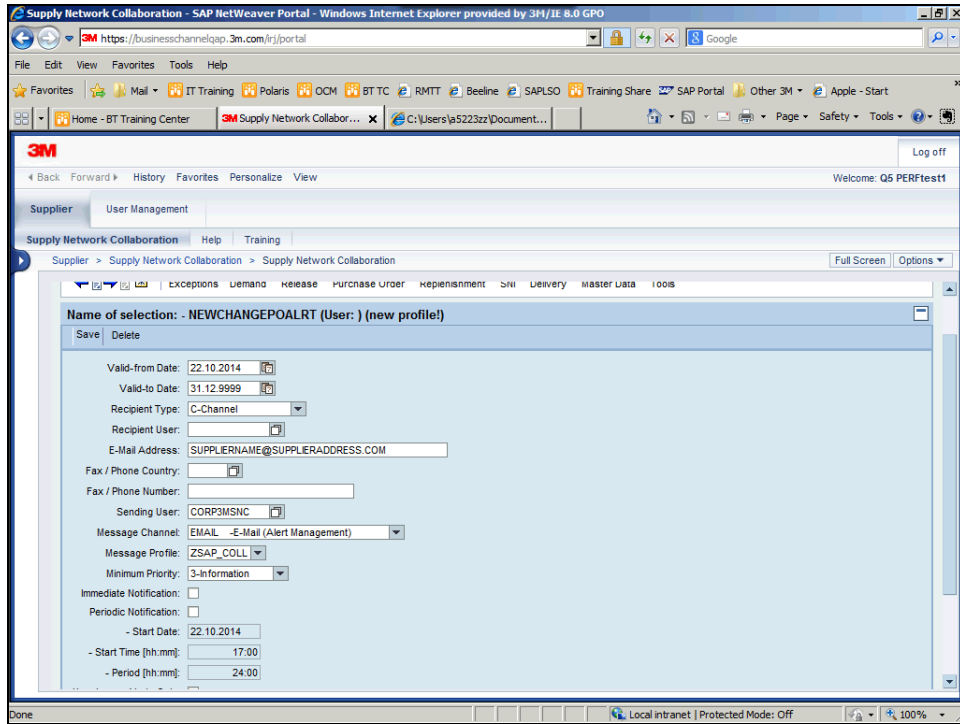 Supply Network Collaboration - SAP NetWeaver Portal - Windows Internet Explorer provided by 3M/IE 8.0 GPO
3M https://businesschannelqap.3m.com/irj/portal
Google
File Edit View Favorites Tools Help
Favorites Mail IT Training Polaris OCM BT TC RMTT Beeline SAPLSO Training Share SAP Portal Other 3M Apple - Start
Home - BT Training Center 3M Supply Network Collabor... X C:\Users\a5223zz\Document... Page Safety Tools
3M Log off
Back Forward History Favorites Personalize View Welcome: Q5 PERFtest1
Supplier User Management
Supply Network Collaboration Help Training
Supplier > Supply Network Collaboration > Supply Network Collaboration Full Screen Options
Exceptions Demand Release Purchase Order Replenishment SNI Delivery Master Data Tools
Name of selection: - NEWCHANGEPOALRT (User: ) (new profile!)
Save Delete
Valid-from Date: 22.10.2014
Valid-to Date: 31.12.9999
Recipient Type: C-Channel
Recipient User:
E-Mail Address: SUPPLIERNAME@SUPPLIERADDRESS.COM
Fax / Phone Country:
Fax / Phone Number:
Sending User: CORP3MSNC
Message Channel: EMAIL -E-Mail (Alert Management)
Message Profile: ZSAP_COLL
Minimum Priority: 3-Information
Immediate Notification:
Periodic Notification:
- Start Date: 22.10.2014
- Start Time [hh:mm]: 17:00
- Period [hh:mm]: 24:00
Done Local intranet | Protected Mode: Off 100%